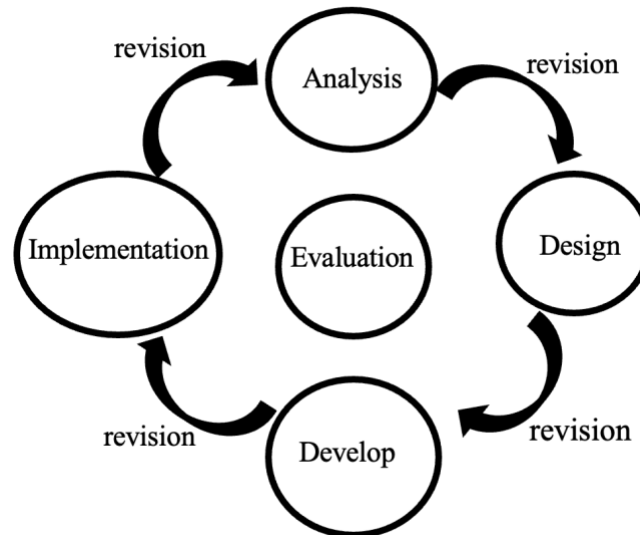 revision
Analysis
revision
Implementation
Evaluation
Design
revision
Develop
revision